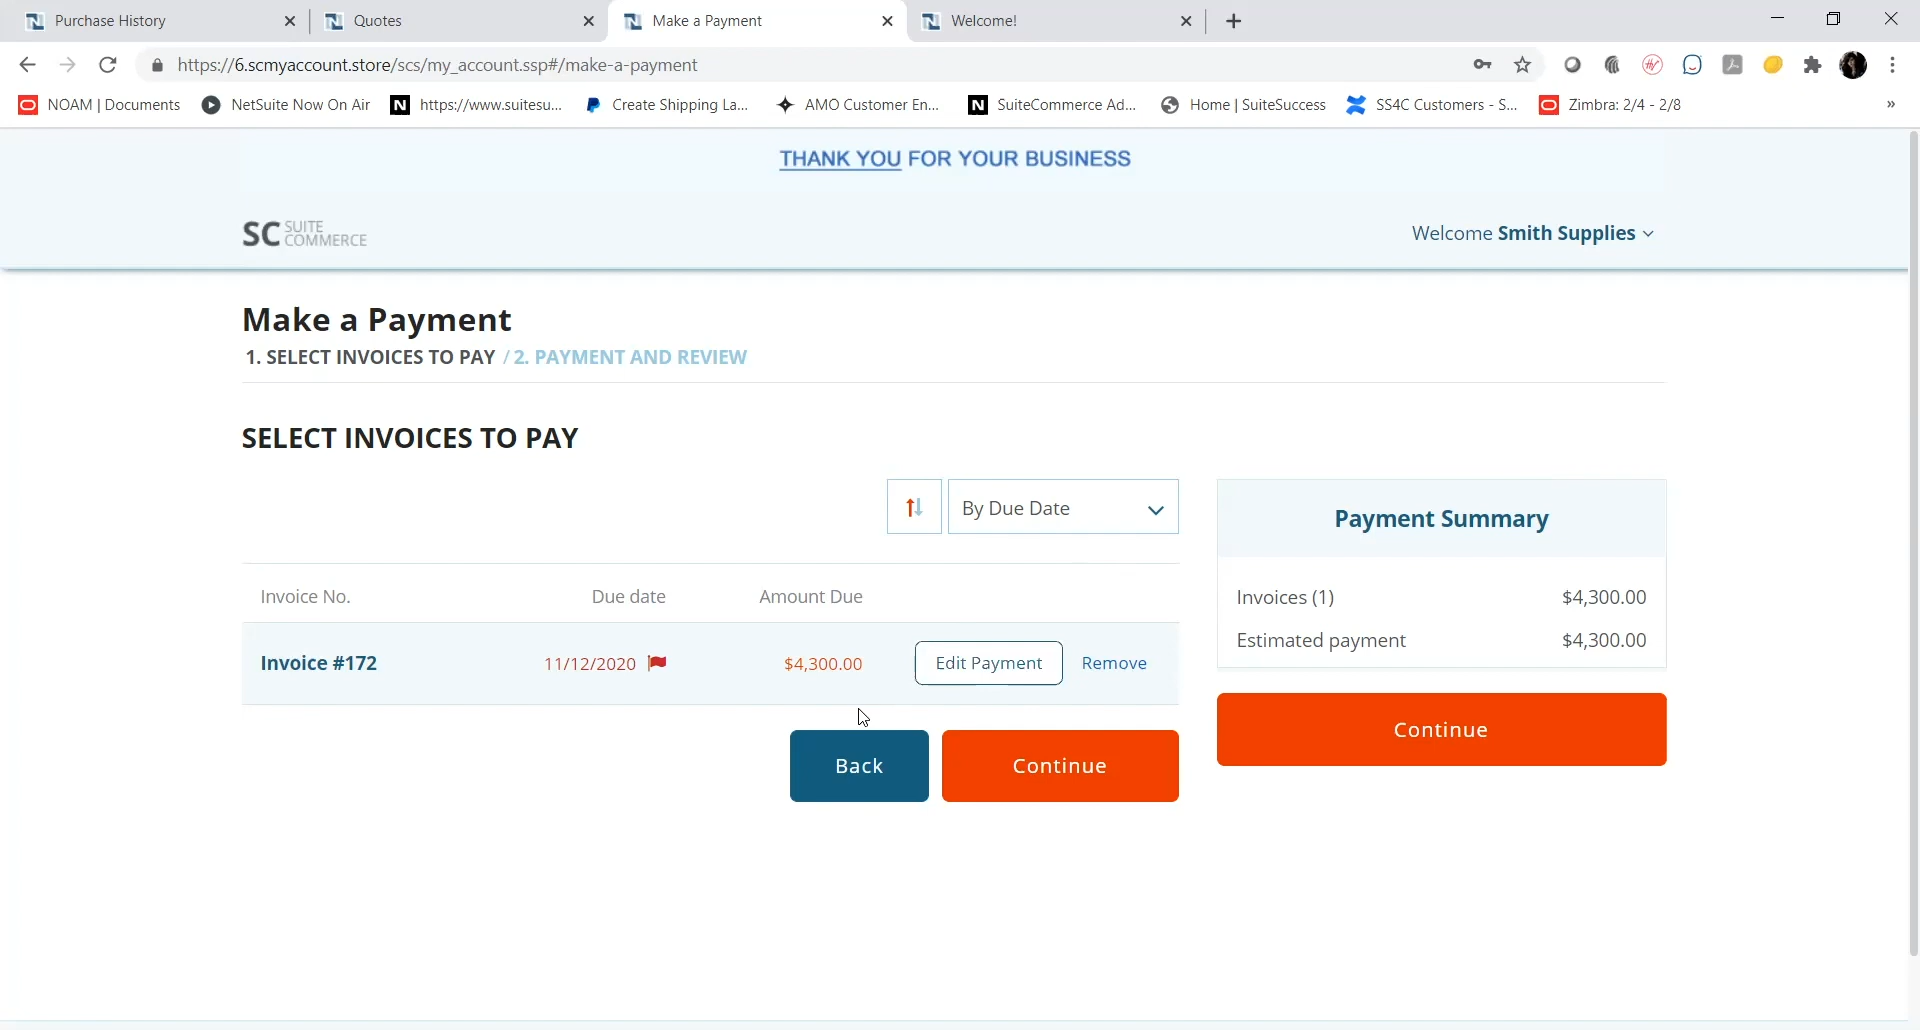 Purchase History
Quotes
Make a Payment
Welcome!
https://6.scmyaccount.store/scs/my_account.ssp#/make-a-payment
NOAM | Documents
NetSuite Now On Air
N https://www.suitesu...
Create Shipping La...
AMO Customer En...
N SuiteCommerce Ad...
Home | SuiteSuccess
SS4C Customers - S...
Zimbra: 2/4 - 2/8
»
THANK YOU FOR YOUR BUSINESS
SC SUITE
COMMERCE
Welcome Smith Supplies
Make a Payment
1. SELECT INVOICES TO PAY / 2. PAYMENT AND REVIEW
SELECT INVOICES TO PAY
By Due Date
Invoice No. Due date Amount Due
Invoice #172 11/12/2020 $4,300.00 Edit Payment Remove
Back Continue
Payment Summary
Invoices (1) $4,300.00
Estimated payment $4,300.00
Continue